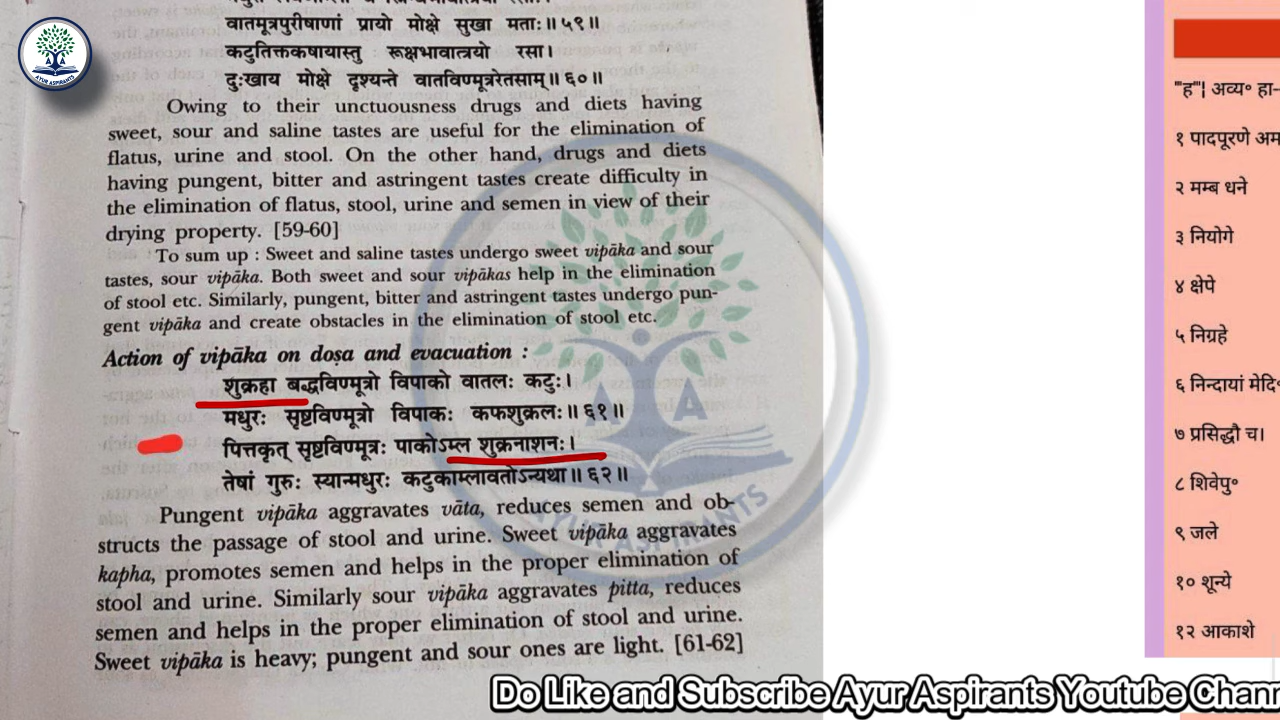 वातमूत्रपुरीषाणां प्रायो मोक्षे सुखा मताः॥५९॥
कटुतिक्तकषायास्तु रूक्षभावात्त्रयो रसा।
दुःखाय मोक्षे दृश्यन्ते वातविण्मूत्ररेतसाम्॥६०॥
Owing to their unctuousness drugs and diets having
sweet, sour and saline tastes are useful for the elimination of
flatus, urine and stool. On the other hand, drugs and diets
having pungent, bitter and astringent tastes create difficulty in
the elimination of flatus, stool, urine and semen in view of their
drying property. [59-60]
To sum up : Sweet and saline tastes undergo sweet vipāka and sour
tastes, sour vipāka. Both sweet and sour vipākas help in the elimination
of stool etc. Similarly, pungent, bitter and astringent tastes undergo pun-
gent vipāka and create obstacles in the elimination of stool etc.
Action of vipāka on doṣa and evacuation :
शुक्रहा बद्धविण्मूत्रो विपाको वातलः कटुः।
मधुरः सृष्टविण्मूत्रो विपाकः कफशुक्रलः॥६१॥
पित्तकृत् सृष्टविण्मूत्रः पाकोऽम्ल शुक्रनाशनः।
तेषां गुरुः स्यान्मधुरः कटुकाम्लावतोऽन्यथा॥६२॥
Pungent vipāka aggravates vāta, reduces semen and ob-
structs the passage of stool and urine. Sweet vipāka aggravates
kapha, promotes semen and helps in the proper elimination of
stool and urine. Similarly sour vipāka aggravates pitta, reduces
semen and helps in the proper elimination of stool and urine.
Sweet vipāka is heavy; pungent and sour ones are light. [61-62]
AYUR ASPIRANTS
A A
AYUR ASPIRANTS
"'ह'"¦ अव्य० हा-
१ पादपूरणे अम
२ मम्ब धने
३ नियोगे
४ क्षेपे
५ निग्रहे
६ निन्दायां मेदि०
७ प्रसिद्धौ च।
८ शिवेपु०
९ जले
१० शून्ये
१२ आकाशे
Do Like and Subscribe Ayur Aspirants Youtube Chann